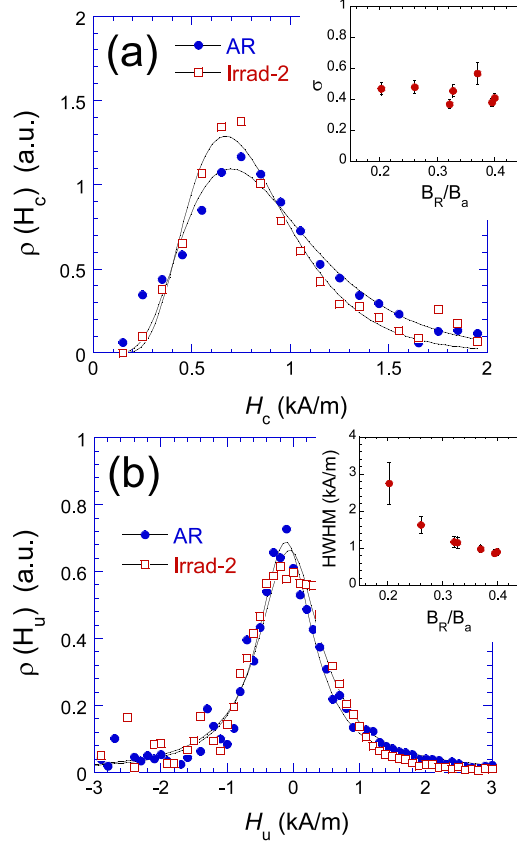 (a)
AR
Irrad-2
ρ (H_c) (a.u.)
2
1.5
1
0.5
0
0 0.5 1 1.5 2
H_c (kA/m)
σ
1
0.8
0.6
0.4
0.2
0
0.2 0.3 0.4
B_R/B_a
(b)
AR
Irrad-2
ρ (H_u) (a.u.)
1
0.8
0.6
0.4
0.2
0
-3 -2 -1 0 1 2 3
H_u (kA/m)
HWHM (kA/m)
4
3
2
1
0
0.2 0.3 0.4
B_R/B_a